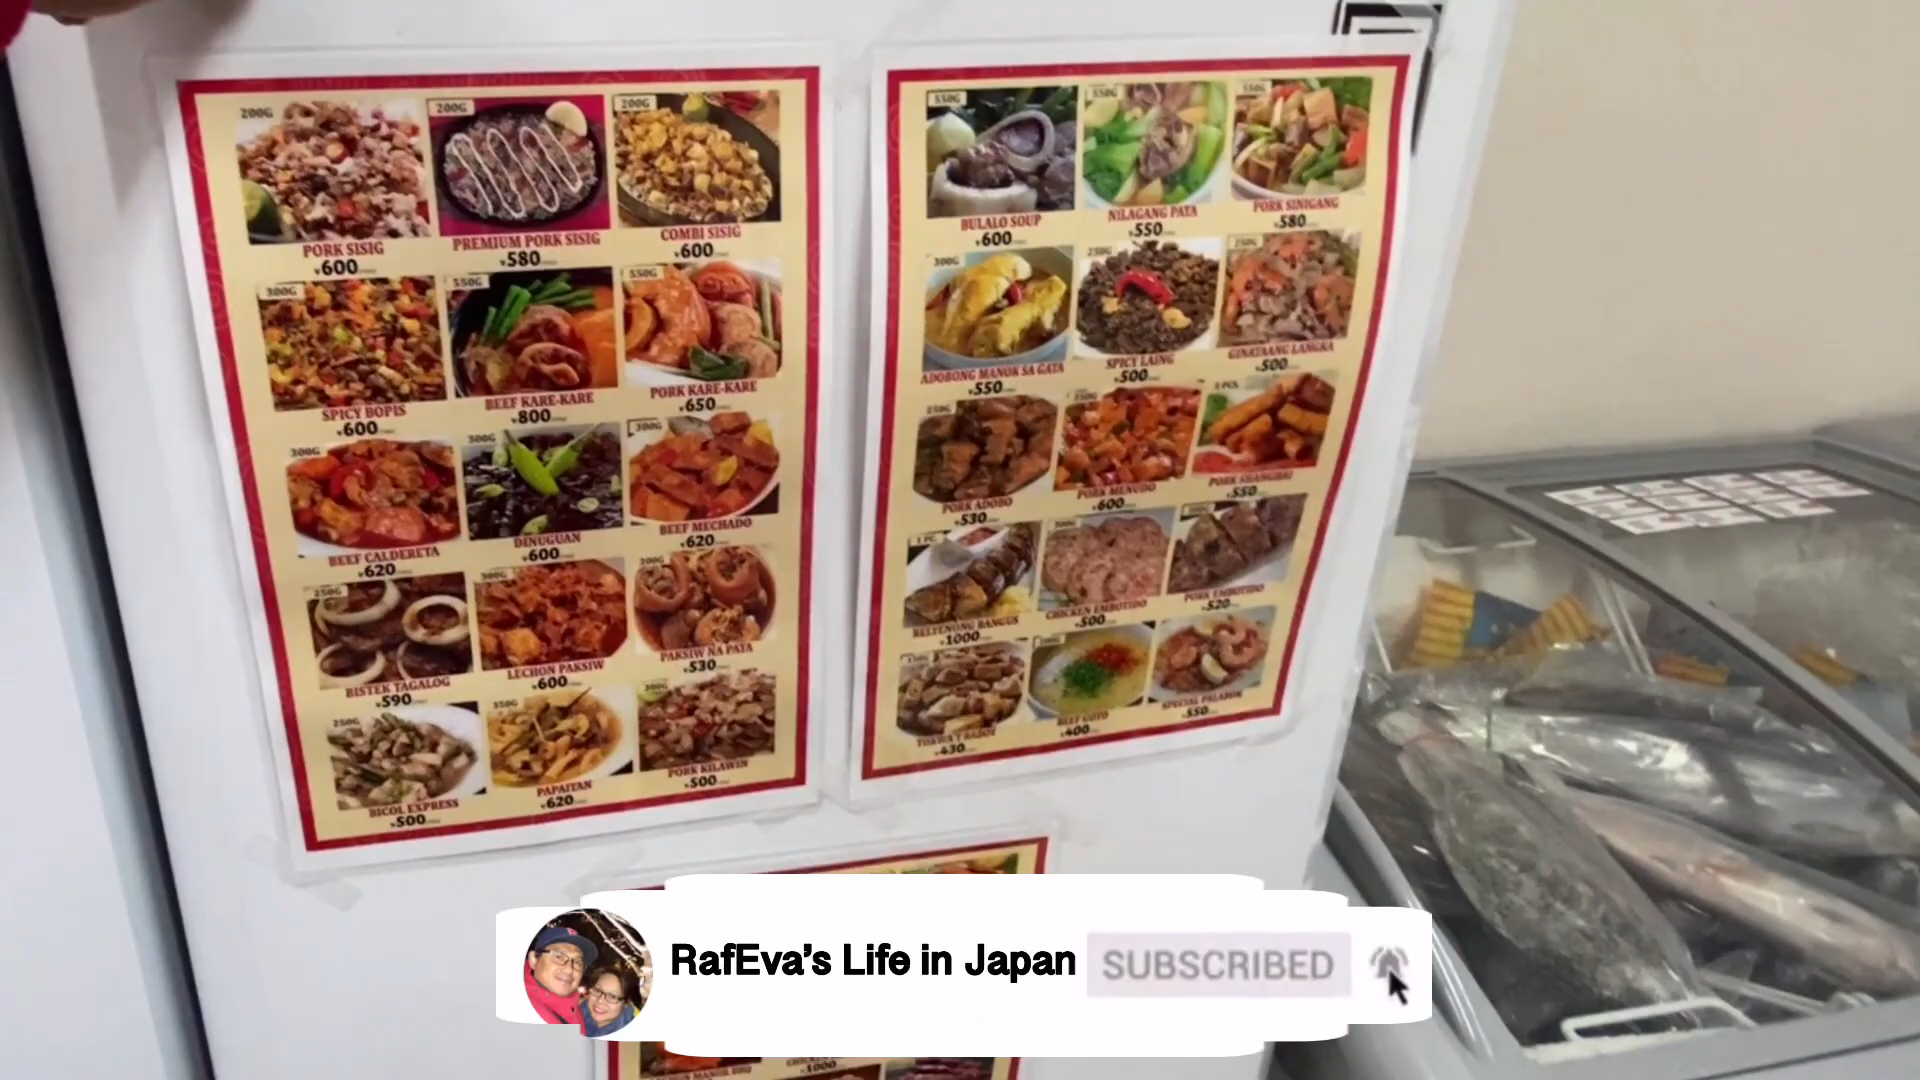 200G 200G 200G
PORK SISIG PREMIUM PORK SISIG COMBI SISIG
¥600 ¥580 ¥600
300G 550G 550G
SPICY BOPIS BEEF KARE-KARE PORK KARE-KARE
¥600 ¥800 ¥650
300G 300G 300G
BEEF CALDERETA DINUGUAN BEEF MECHADO
¥620 ¥600 ¥620
250G 300G 300G
BISTEK TAGALOG LECHON PAKSIW PAKSIW NA PATA
¥590 ¥600 ¥530
250G 350G 300G
BICOL EXPRESS PAPAITAN PORK KILAWIN
¥500 ¥620 ¥500
550G 550G 550G
BULALO SOUP NILAGANG PATA PORK SINIGANG
¥600 ¥550 ¥580
300G 250G 250G
ADOBONG MANOK SA GATA SPICY LAING GINATAANG LANGKA
¥550 ¥500 ¥500
250G
PORK ADOBO PORK MENUDO PORK SHANGHAI
¥530 ¥600 ¥550
1 PC
RELYENONG BANGUS CHICKEN EMBOTIDO PORK EMBOTIDO
¥1000 ¥500 ¥520
TOKWA'T BABOY BEEF GOTO SPECIAL PALABOK
¥430 ¥400 ¥550
RafEva's Life in Japan SUBSCRIBED
¥1000
MANOK BBQ